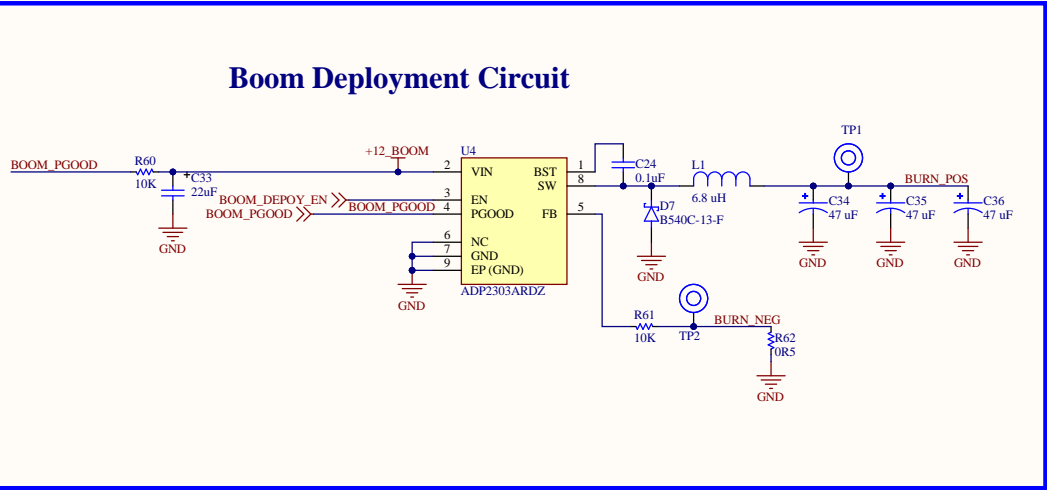 Boom Deployment Circuit
TP1
+12_BOOM
U4
BOOM_PGOOD
R60
10K
C33
22uF
2
VIN
BST
1
C24
0.1uF
L1
6.8 uH
SW
8
BURN_POS
BOOM_DEPOY_EN
3
EN
BOOM_PGOOD
BOOM_PGOOD
4
PGOOD
FB
5
D7
B540C-13-F
C34
47 uF
C35
47 uF
C36
47 uF
GND
6
NC
7
GND
9
EP (GND)
GND
GND
GND
GND
GND
ADP2303ARDZ
R61
10K
TP2
BURN_NEG
R62
0R5
GND